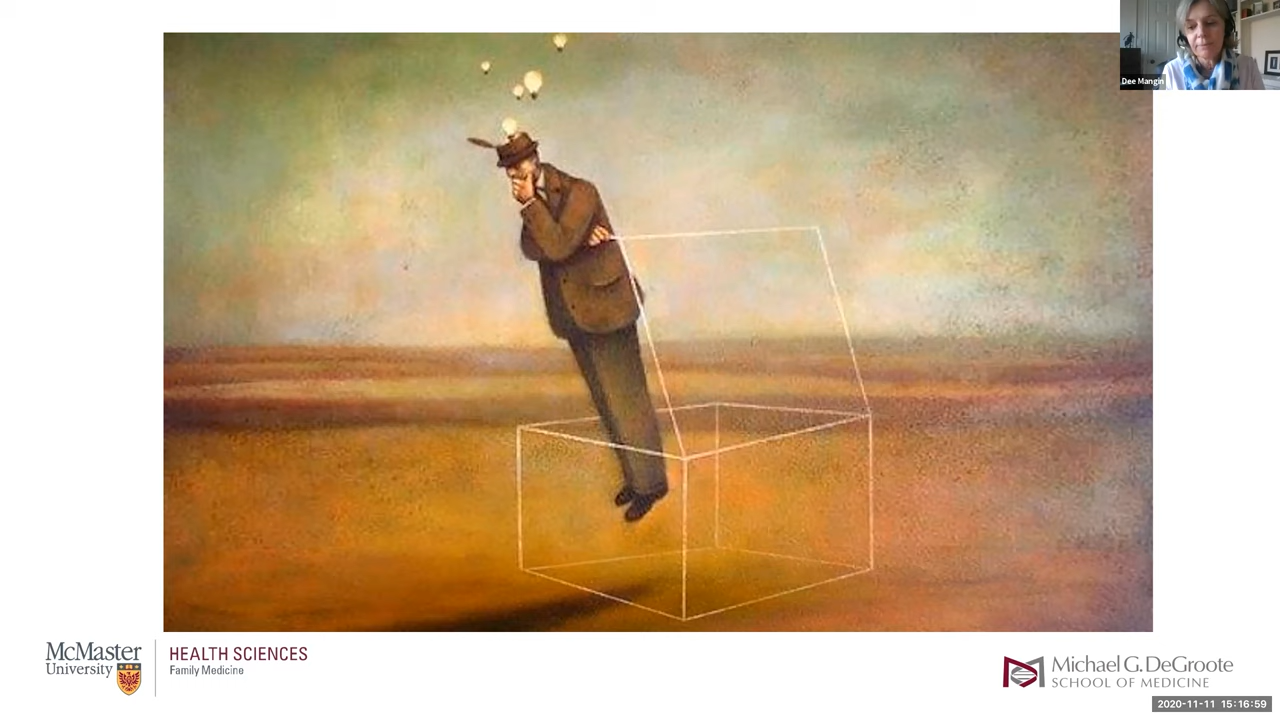 Dee Mangin
McMaster
University
HEALTH SCIENCES
Family Medicine
Michael G. DeGroote
SCHOOL OF MEDICINE
2020-11-11 15:16:59